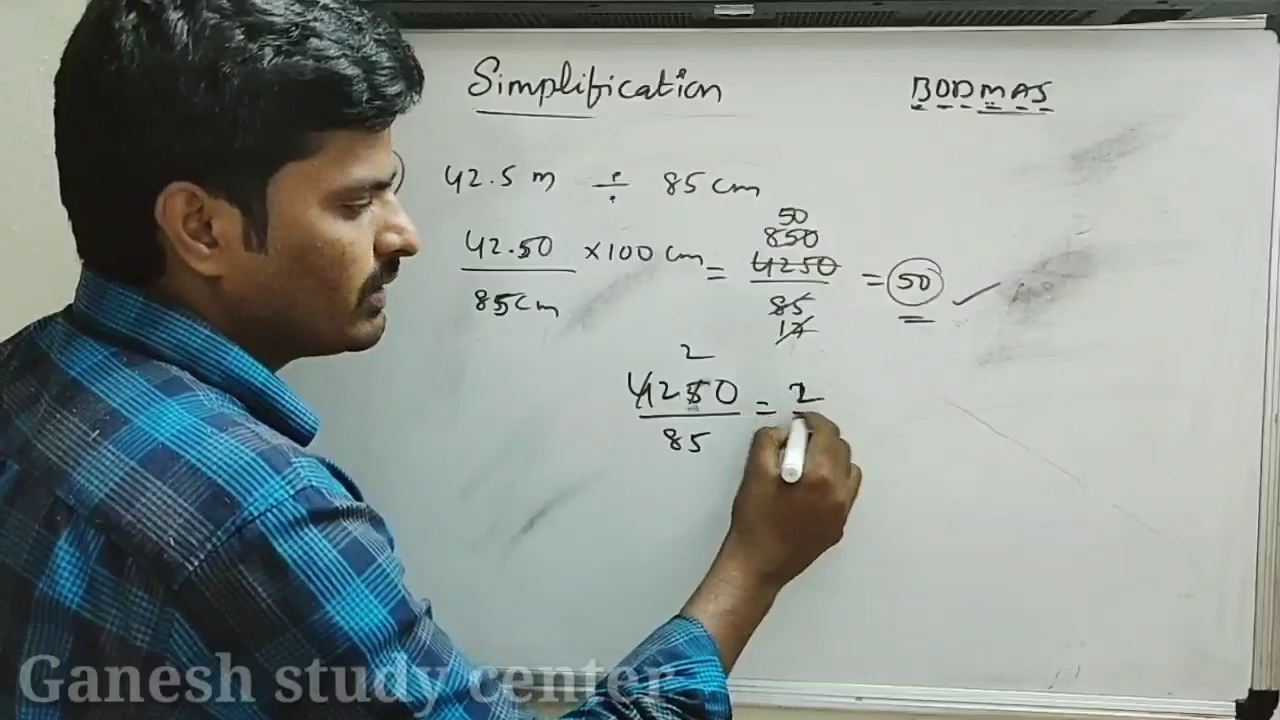 Simplification
BODMAS
42.5 m ÷ 85 cm
50
850
42.50 ×100 cm = 4250 = 50 ✓
85cm 85
17
2
4250 = 2
85
Ganesh study center